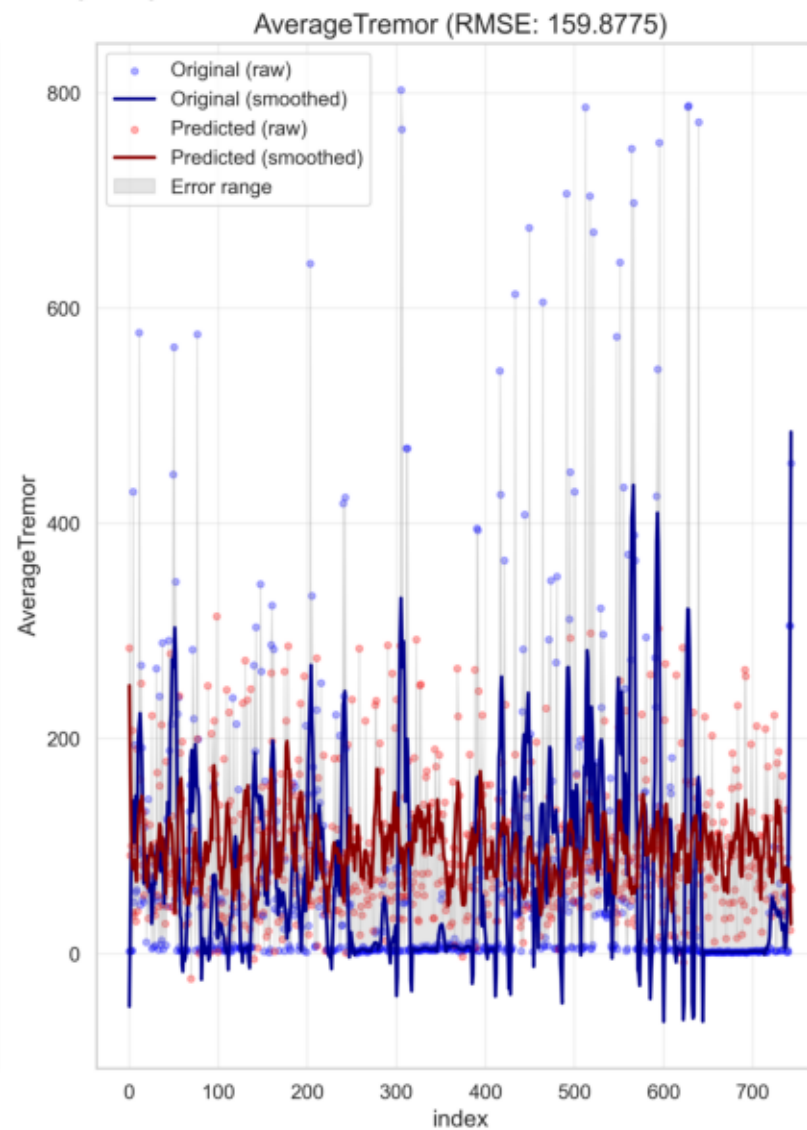 AverageTremor (RMSE: 159.8775)
Original (raw)
Original (smoothed)
Predicted (raw)
Predicted (smoothed)
Error range
800
600
400
200
0
AverageTremor
0 100 200 300 400 500 600 700
index